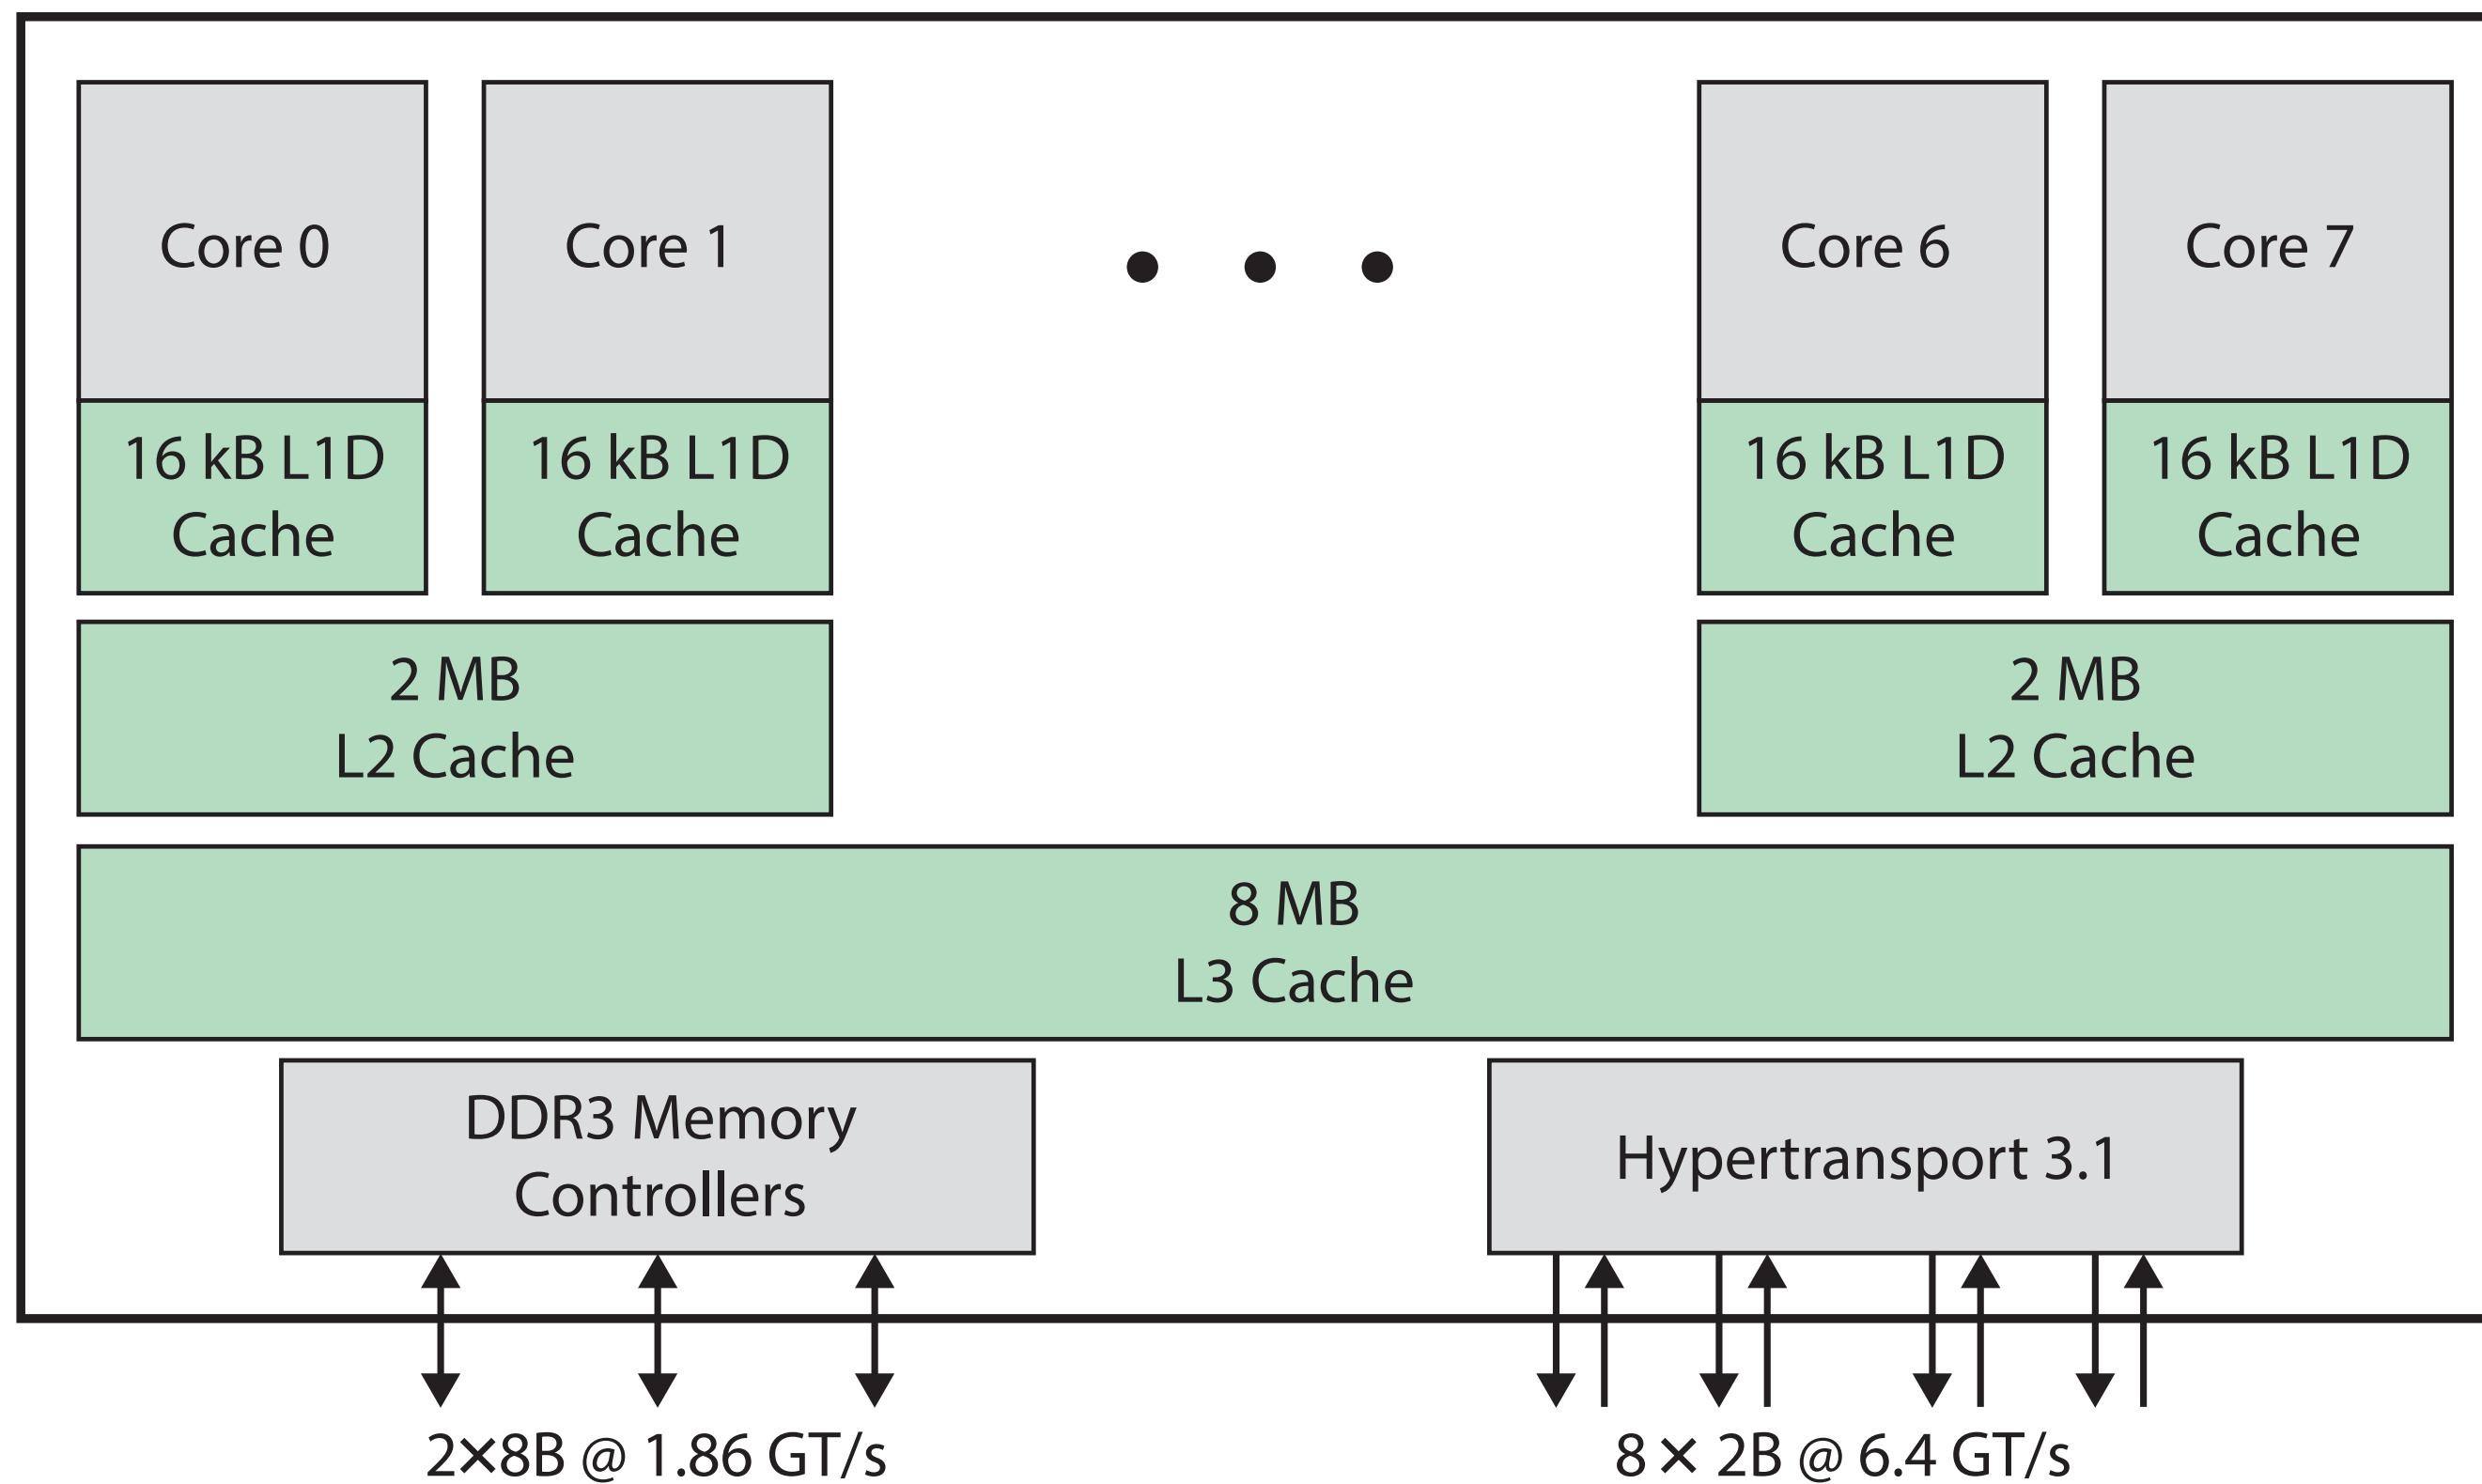 Core 0
Core 1
Core 6
Core 7
16 kB L1D
Cache
16 kB L1D
Cache
16 kB L1D
Cache
16 kB L1D
Cache
2 MB
L2 Cache
2 MB
L2 Cache
8 MB
L3 Cache
DDR3 Memory
Controllers
Hypertransport 3.1
2×8B @ 1.86 GT/s
8 × 2B @ 6.4 GT/s